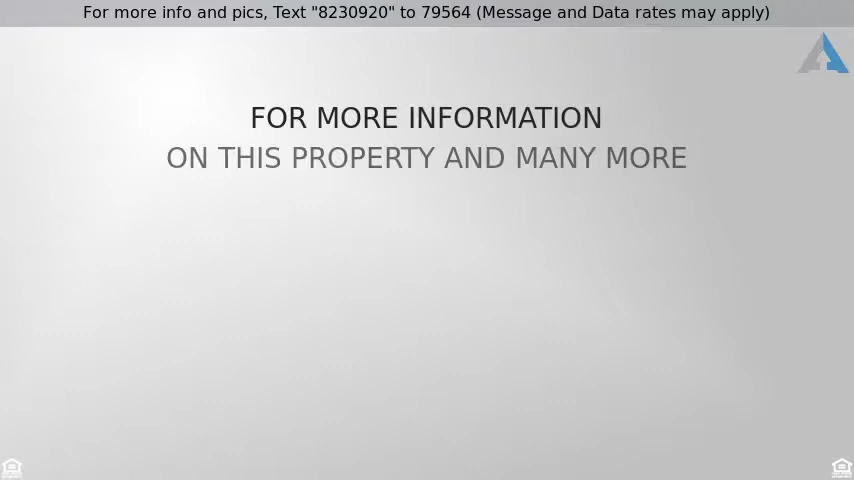 For more info and pics, Text "8230920" to 79564 (Message and Data rates may apply)
FOR MORE INFORMATION
ON THIS PROPERTY AND MANY MORE